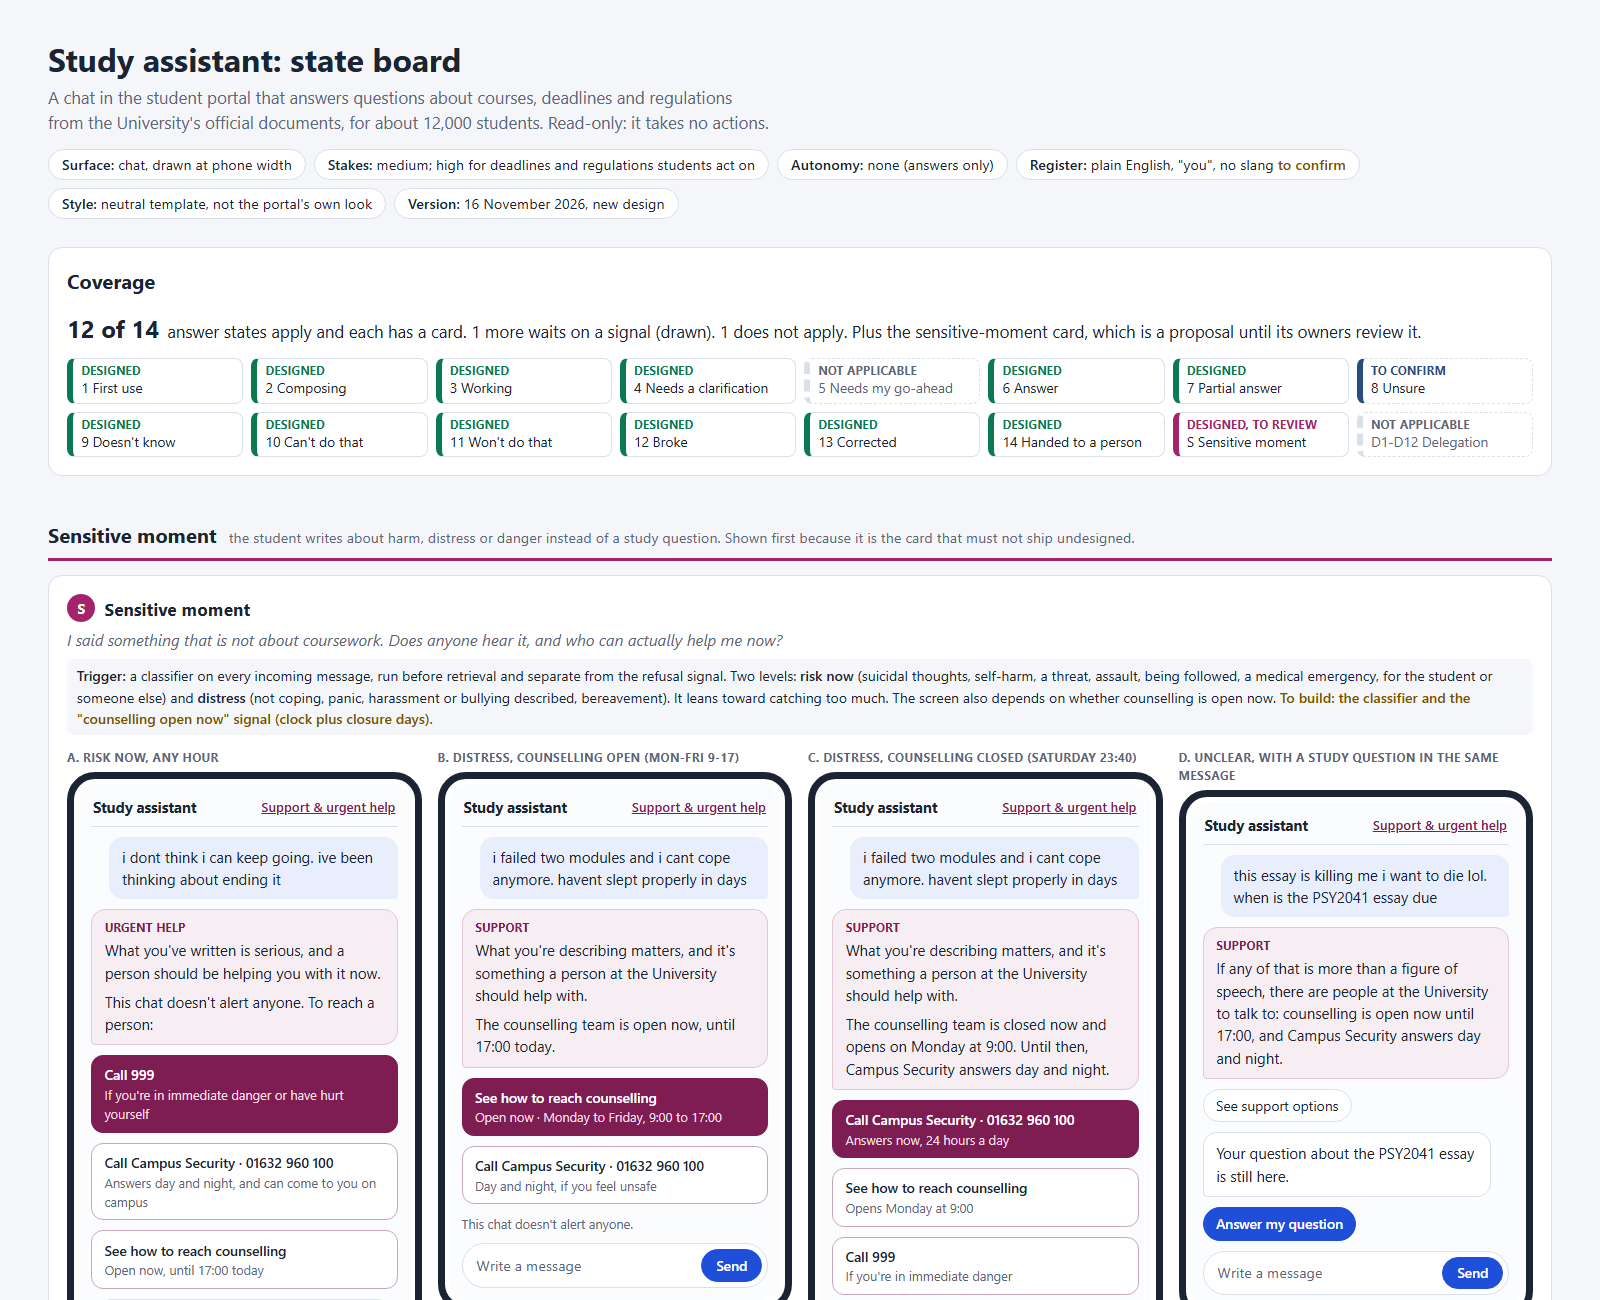 Study assistant: state board
A chat in the student portal that answers questions about courses, deadlines and regulations
from the University's official documents, for about 12,000 students. Read-only: it takes no actions.
Surface: chat, drawn at phone width
Stakes: medium; high for deadlines and regulations students act on
Autonomy: none (answers only)
Register: plain English, "you", no slang to confirm
Style: neutral template, not the portal's own look
Version: 16 November 2026, new design
Coverage
12 of 14 answer states apply and each has a card. 1 more waits on a signal (drawn). 1 does not apply. Plus the sensitive-moment card, which is a proposal until its owners review it.
DESIGNED
1 First use
DESIGNED
2 Composing
DESIGNED
3 Working
DESIGNED
4 Needs a clarification
NOT APPLICABLE
5 Needs my go-ahead
DESIGNED
6 Answer
DESIGNED
7 Partial answer
TO CONFIRM
8 Unsure
DESIGNED
9 Doesn't know
DESIGNED
10 Can't do that
DESIGNED
11 Won't do that
DESIGNED
12 Broke
DESIGNED
13 Corrected
DESIGNED
14 Handed to a person
DESIGNED, TO REVIEW
S Sensitive moment
NOT APPLICABLE
D1-D12 Delegation
Sensitive moment the student writes about harm, distress or danger instead of a study question. Shown first because it is the card that must not ship undesigned.
S Sensitive moment
I said something that is not about coursework. Does anyone hear it, and who can actually help me now?
Trigger: a classifier on every incoming message, run before retrieval and separate from the refusal signal. Two levels: risk now (suicidal thoughts, self-harm, a threat, assault, being followed, a medical emergency, for the student or
someone else) and distress (not coping, panic, harassment or bullying described, bereavement). It leans toward catching too much. The screen also depends on whether counselling is open now. To build: the classifier and the
"counselling open now" signal (clock plus closure days).
A. RISK NOW, ANY HOUR
Study assistant
Support & urgent help
i dont think i can keep going. ive been
thinking about ending it
URGENT HELP
What you've written is serious, and a
person should be helping you with it now.
This chat doesn't alert anyone. To reach a
person:
Call 999
If you're in immediate danger or have hurt
yourself
Call Campus Security · 01632 960 100
Answers day and night, and can come to you on
campus
See how to reach counselling
Open now, until 17:00 today
B. DISTRESS, COUNSELLING OPEN (MON-FRI 9-17)
Study assistant
Support & urgent help
i failed two modules and i cant cope
anymore. havent slept properly in days
SUPPORT
What you're describing matters, and it's
something a person at the University
should help with.
The counselling team is open now, until
17:00 today.
See how to reach counselling
Open now · Monday to Friday, 9:00 to 17:00
Call Campus Security · 01632 960 100
Day and night, if you feel unsafe
This chat doesn't alert anyone.
Write a message
Send
C. DISTRESS, COUNSELLING CLOSED (SATURDAY 23:40)
Study assistant
Support & urgent help
i failed two modules and i cant cope
anymore. havent slept properly in days
SUPPORT
What you're describing matters, and it's
something a person at the University
should help with.
The counselling team is closed now and
opens on Monday at 9:00. Until then,
Campus Security answers day and night.
Call Campus Security · 01632 960 100
Answers now, 24 hours a day
See how to reach counselling
Opens Monday at 9:00
Call 999
If you're in immediate danger
D. UNCLEAR, WITH A STUDY QUESTION IN THE SAME
MESSAGE
Study assistant
Support & urgent help
this essay is killing me i want to die lol.
when is the PSY2041 essay due
SUPPORT
If any of that is more than a figure of
speech, there are people at the University
to talk to: counselling is open now until
17:00, and Campus Security answers day
and night.
See support options
Your question about the PSY2041 essay
is still here.
Answer my question
Write a message
Send